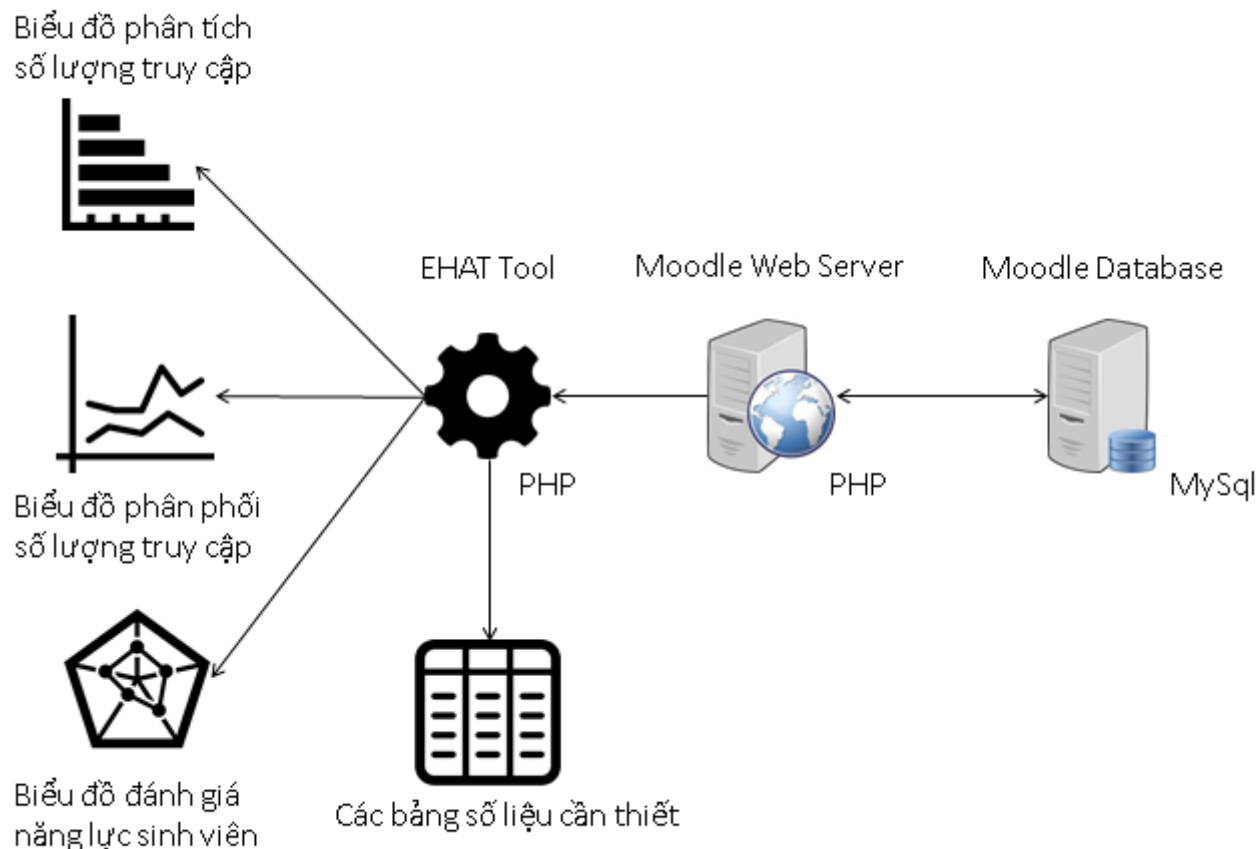 Biểu đồ phân tích
số lượng truy cập
EHAT Tool
Moodle Web Server
Moodle Database
PHP
PHP
MySql
Biểu đồ phân phối
số lượng truy cập
Biểu đồ đánh giá
năng lực sinh viên
Các bảng số liệu cần thiết